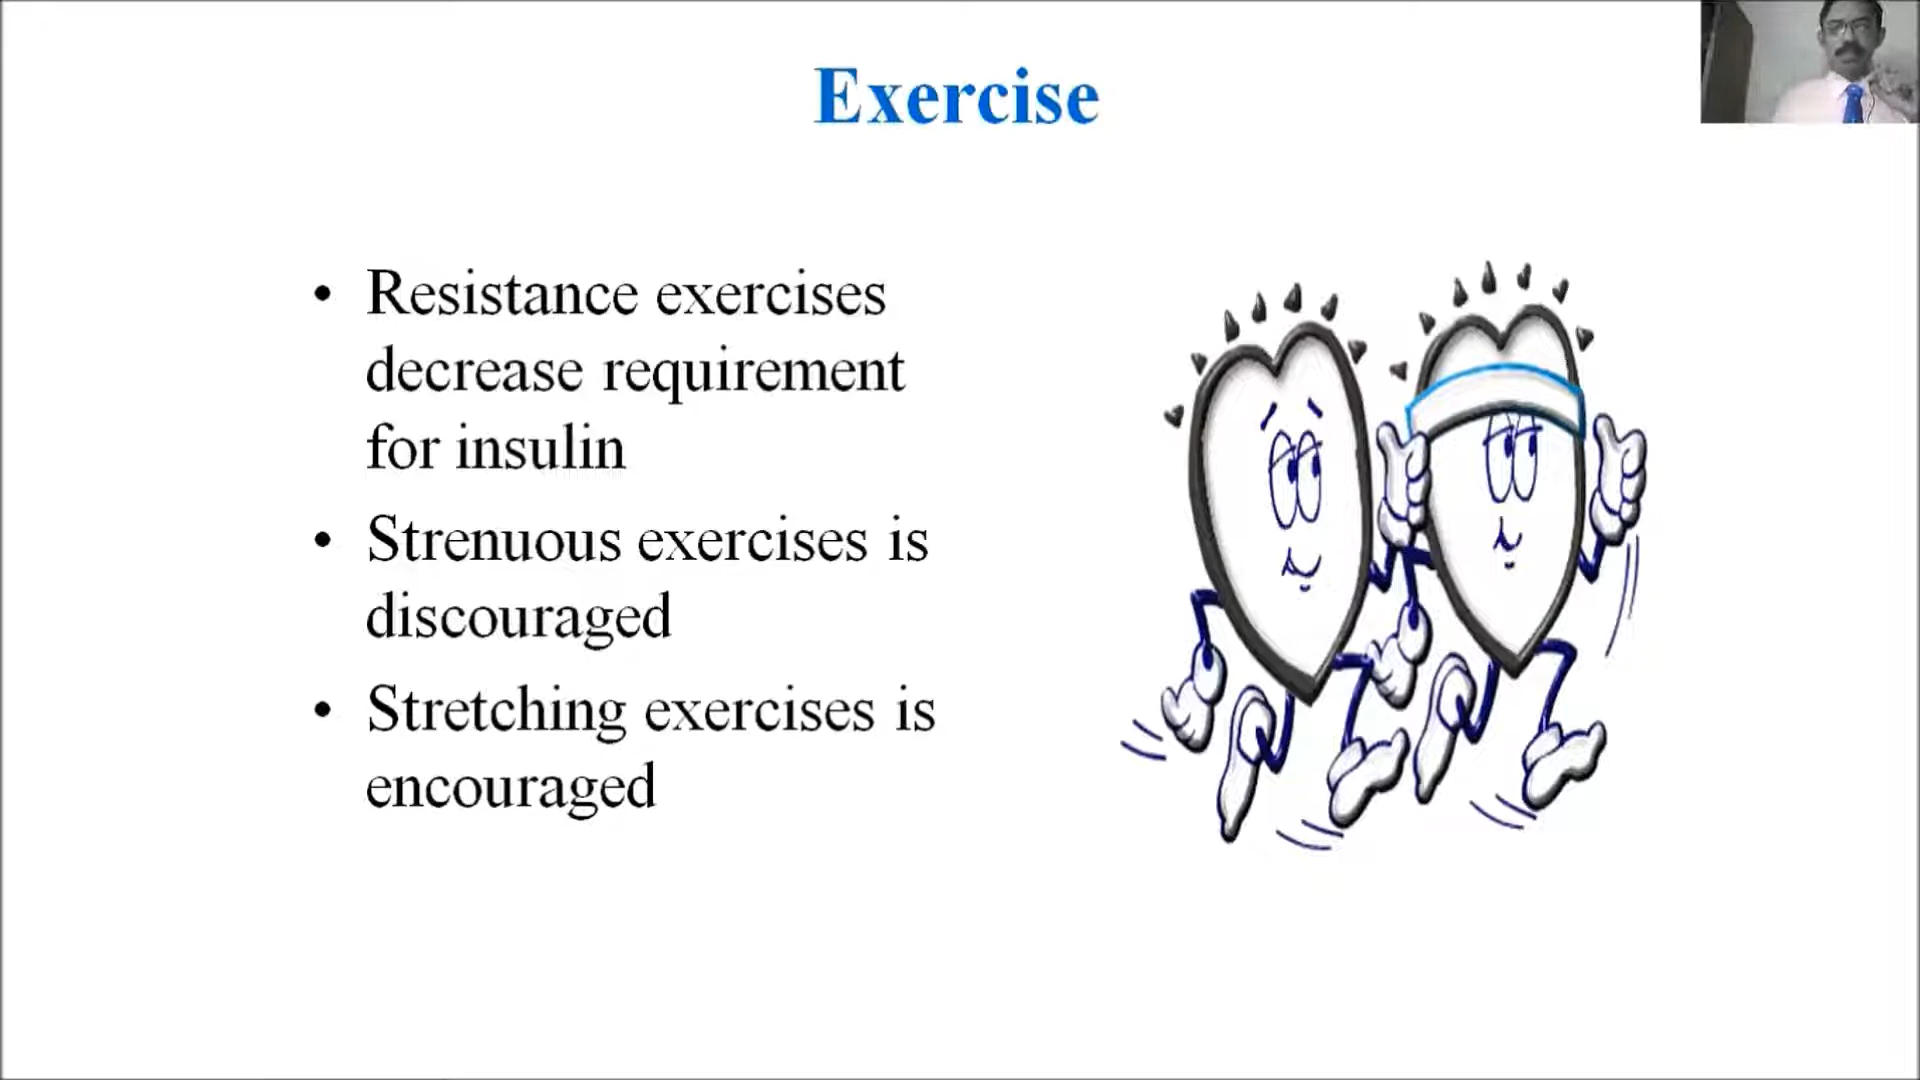 Exercise
• Resistance exercises
decrease requirement
for insulin
• Strenuous exercises is
discouraged
• Stretching exercises is
encouraged